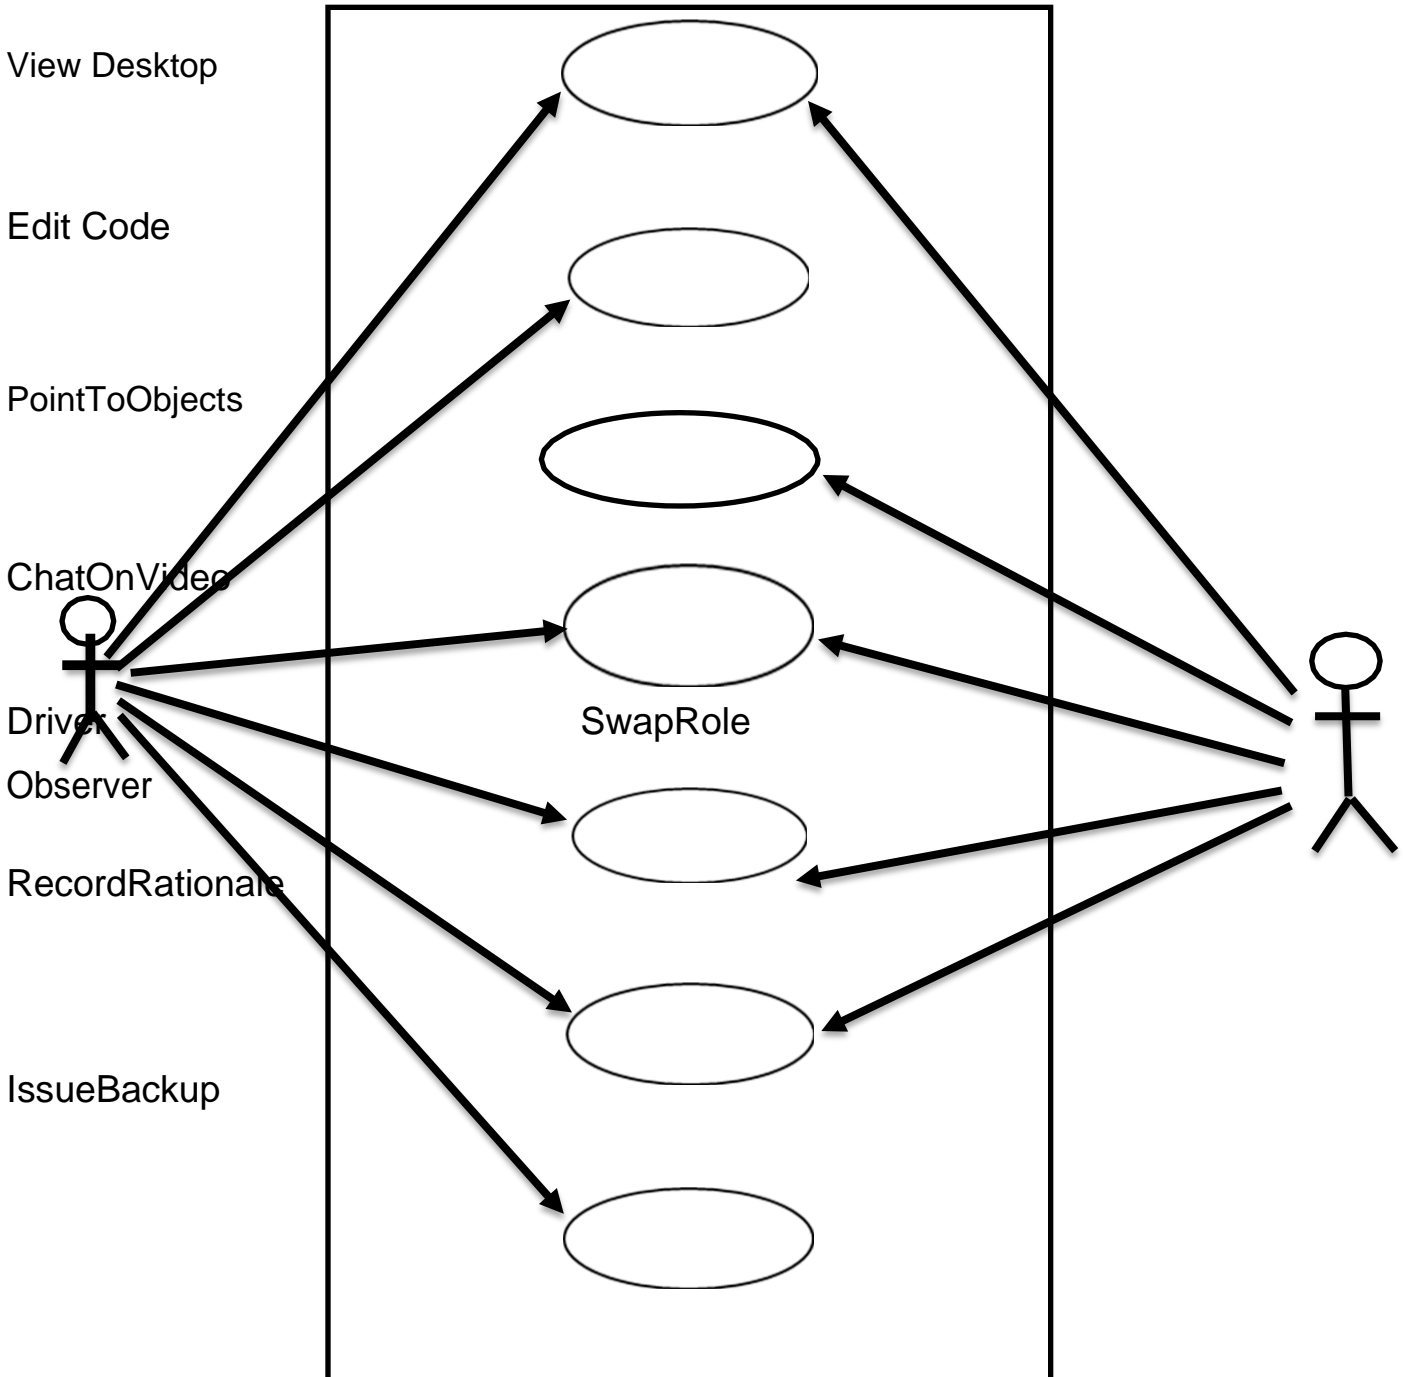 View Desktop
Edit Code
PointToObjects
ChatOnVideo
Driver SwapRole
Observer
RecordRationale
IssueBackup